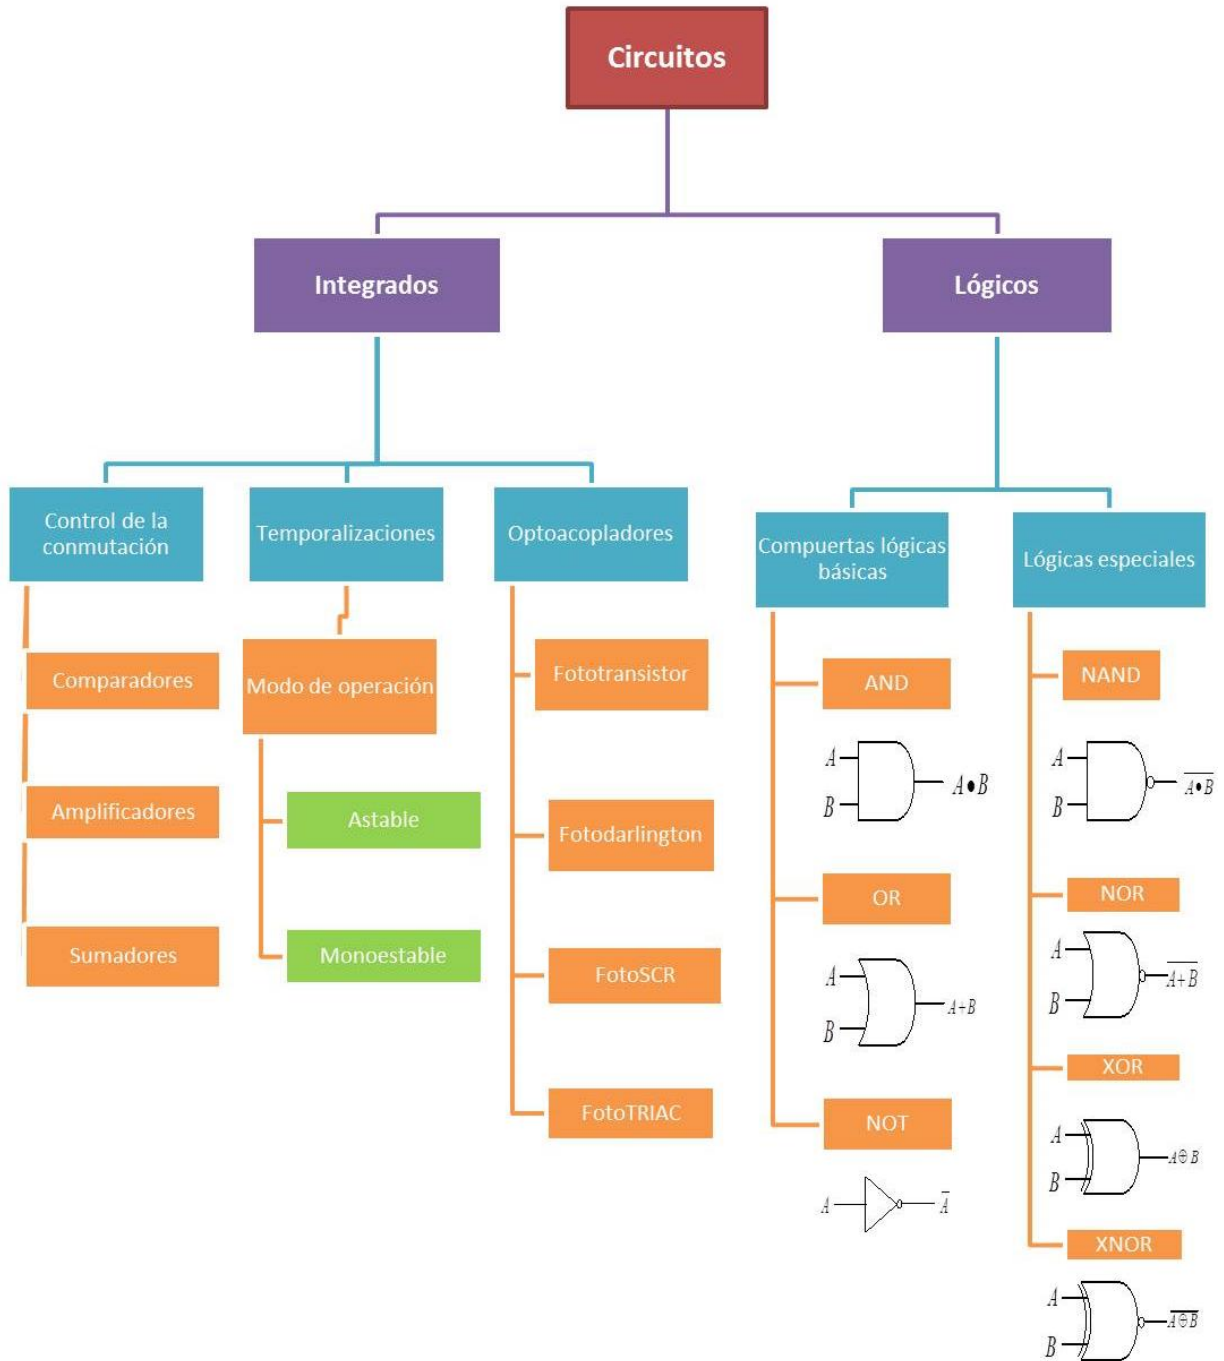 Circuitos
Integrados
Lógicos
Control de la
conmutación
Temporalizaciones
Optoacopladores
Compuertas lógicas
básicas
Lógicas especiales
Comparadores
Amplificadores
Sumadores
Modo de operación
Astable
Monoestable
Fototransistor
Fotodarlington
FotoSCR
FotoTRIAC
AND
A
B
A•B
OR
A
B
A+B
NOT
A
A̅
NAND
A
B
A̅•̅B̅
NOR
A
B
A̅+̅B̅
XOR
A
B
A⊕B
XNOR
A
B
A̅⊕̅B̅